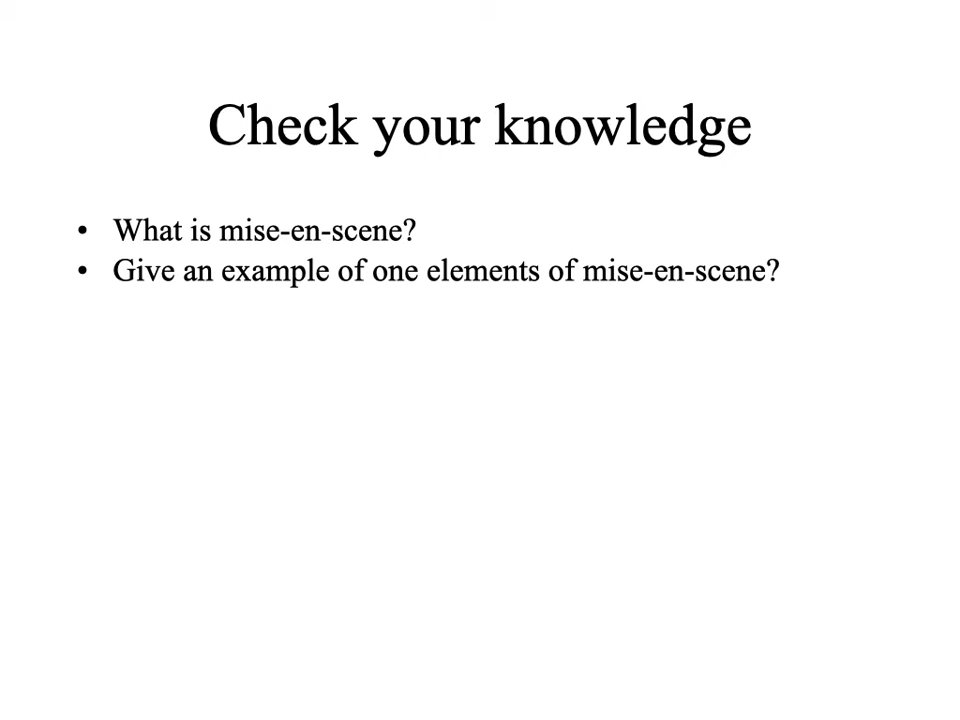 Check your knowledge
• What is mise-en-scene?
• Give an example of one elements of mise-en-scene?